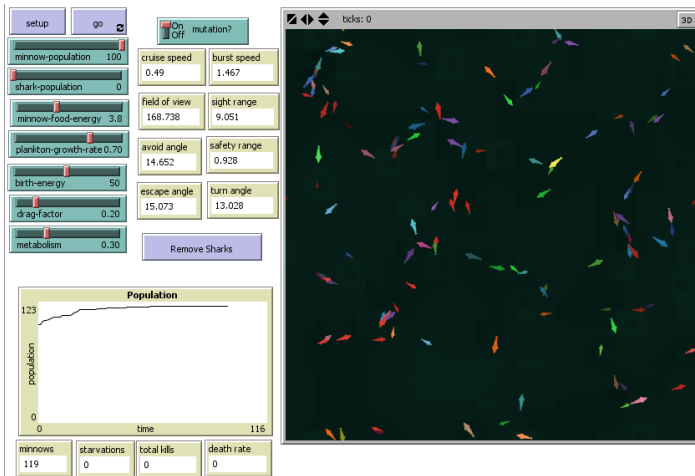 setup
go
On
Off
mutation?
minnow-population 100
shark-population 0
minnow-food-energy 3.8
plankton-growth-rate 0.70
birth-energy 50
drag-factor 0.20
metabolism 0.30
cruise speed
0.49
burst speed
1.467
field of view
168.738
sight range
9.051
avoid angle
14.652
safety range
0.928
escape angle
15.073
turn angle
13.028
Remove Sharks
Population
123
population
0
0
time
116
minnows
119
starvations
0
total kills
0
death rate
0
ticks: 0
3D